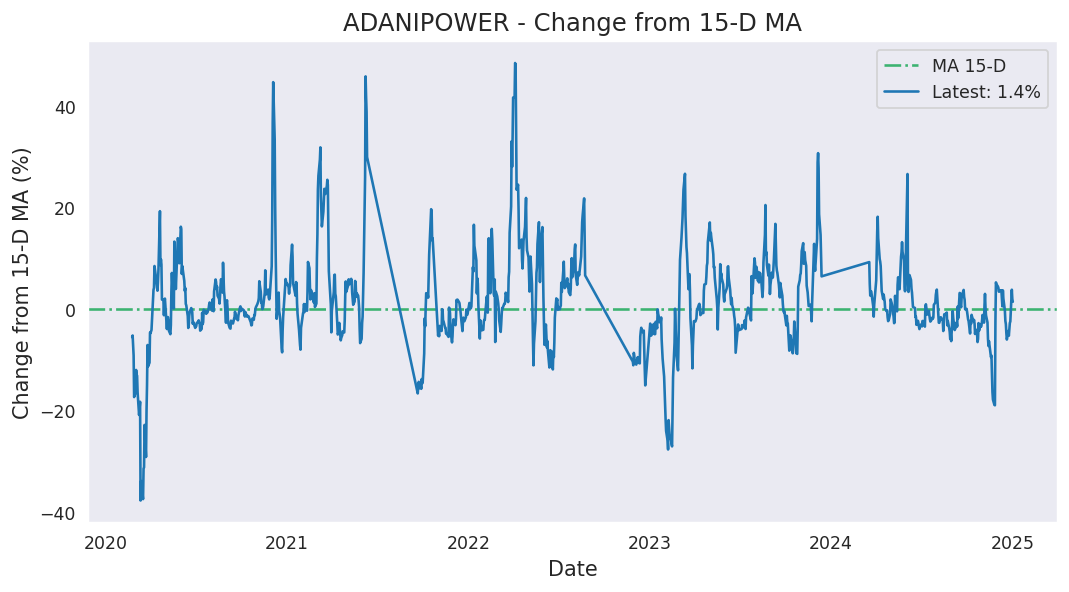 ADANIPOWER - Change from 15-D MA
MA 15-D
Latest: 1.4%
Change from 15-D MA (%)
40
20
0
−20
−40
2020 2021 2022 2023 2024 2025
Date